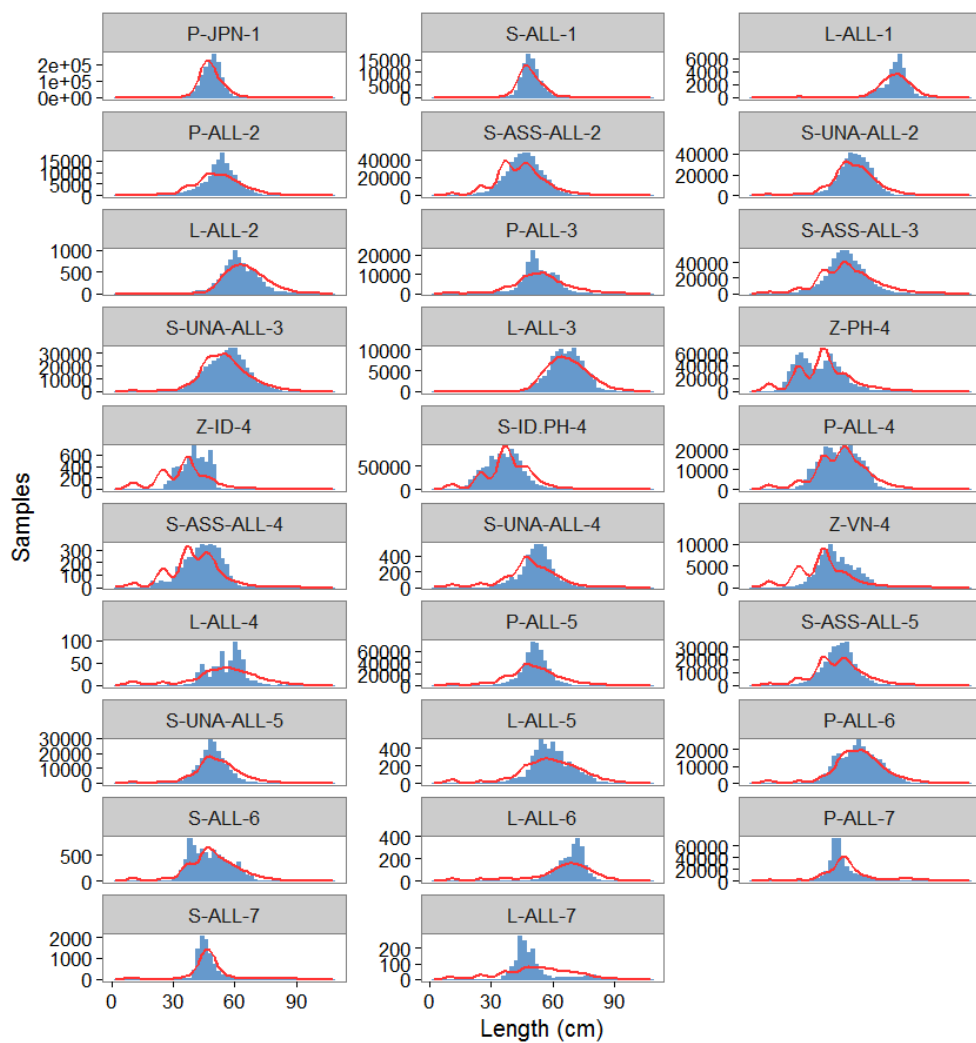 P-JPN-1 S-ALL-1 L-ALL-1
2e+05 15000 6000
1e+05 10000 4000
0e+00 5000 2000
0 0
P-ALL-2 S-ASS-ALL-2 S-UNA-ALL-2
15000 40000 40000
10000 20000 20000
5000 0 0
0
L-ALL-2 P-ALL-3 S-ASS-ALL-3
1000 20000 40000
500 10000 20000
0 0 0
S-UNA-ALL-3 L-ALL-3 Z-PH-4
30000 10000 60000
20000 5000 40000
10000 0 20000
0 0
Z-ID-4 S-ID.PH-4 P-ALL-4
600 50000 20000
400 0 10000
200 0
0
S-ASS-ALL-4 S-UNA-ALL-4 Z-VN-4
300 400 10000
200 200 5000
100 0 0
0
L-ALL-4 P-ALL-5 S-ASS-ALL-5
100 60000 30000
50 40000 20000
0 20000 10000
0 0
S-UNA-ALL-5 L-ALL-5 P-ALL-6
30000 400 20000
20000 200 10000
10000 0 0
0
S-ALL-6 L-ALL-6 P-ALL-7
500 400 60000
0 200 40000
0 20000
0
S-ALL-7 L-ALL-7
2000 200
1000 100
0 0
0 30 60 90 0 30 60 90
Length (cm)
Samples